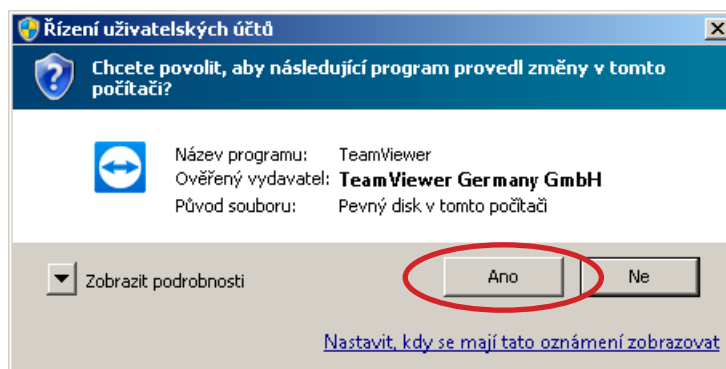 Řízení uživatelských účtů
Chcete povolit, aby následující program provedl změny v tomto
počítači?
Název programu: TeamViewer
Ověřený vydavatel: TeamViewer Germany GmbH
Původ souboru: Pevný disk v tomto počítači
Zobrazit podrobnosti
Ano
Ne
Nastavit, kdy se mají tato oznámení zobrazovat